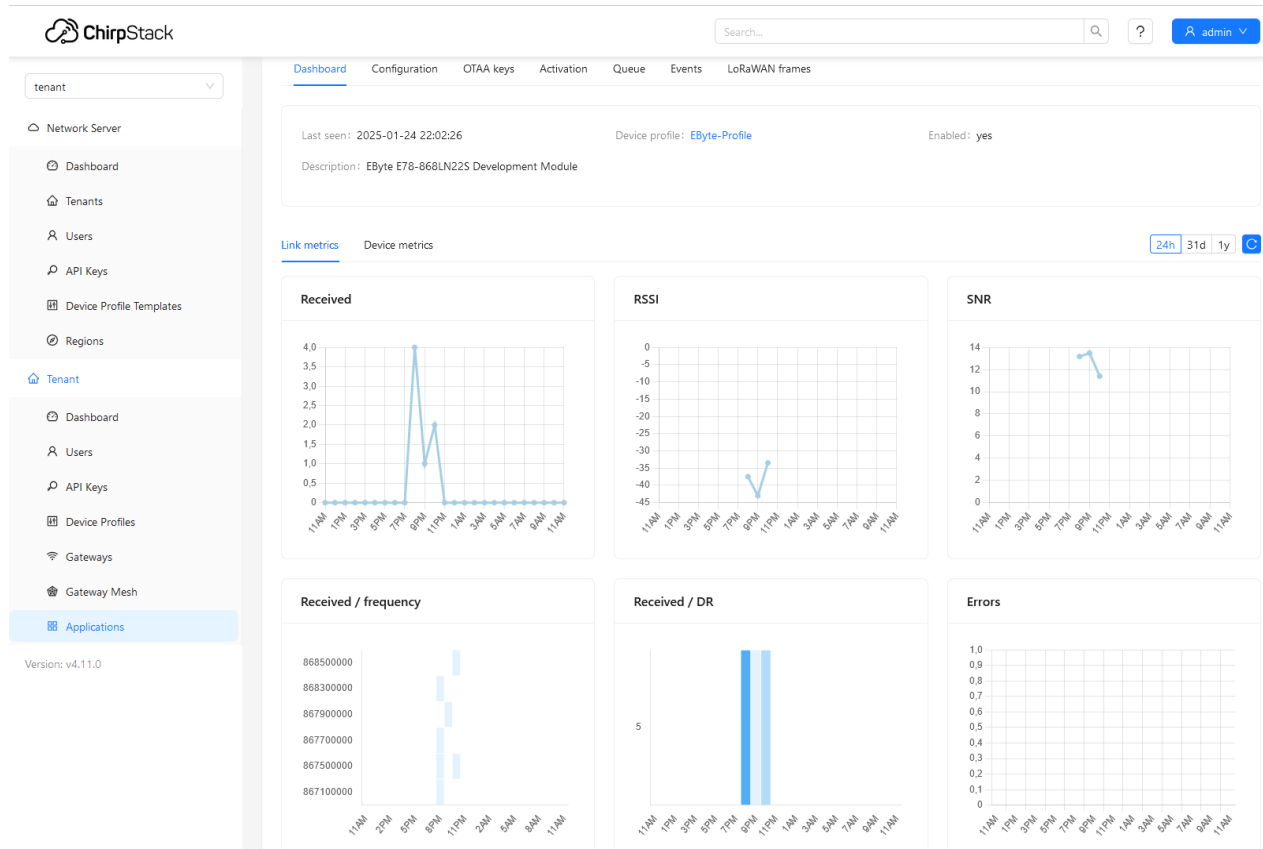 ChirpStack
Search...
?
admin
tenant
Network Server
Dashboard
Tenants
Users
API Keys
Device Profile Templates
Regions
Tenant
Dashboard
Users
API Keys
Device Profiles
Gateways
Gateway Mesh
Applications
Version: v4.11.0
Dashboard Configuration OTAA keys Activation Queue Events LoRaWAN frames
Last seen: 2025-01-24 22:02:26 Device profile: EByte-Profile Enabled: yes
Description: EByte E78-868LN22S Development Module
Link metrics Device metrics 24h 31d 1y
Received
4,0
3,5
3,0
2,5
2,0
1,5
1,0
0,5
0
11AM 1PM 3PM 5PM 7PM 9PM 11PM 1AM 3AM 5AM 7AM 9AM 11AM
RSSI
0
-5
-10
-15
-20
-25
-30
-35
-40
-45
11AM 1PM 3PM 5PM 7PM 9PM 11PM 1AM 3AM 5AM 7AM 9AM 11AM
SNR
14
12
10
8
6
4
2
0
11AM 1PM 3PM 5PM 7PM 9PM 11PM 1AM 3AM 5AM 7AM 9AM 11AM
Received / frequency
868500000
868300000
867900000
867700000
867500000
867100000
11AM 2PM 5PM 8PM 11PM 2AM 5AM 8AM 11AM
Received / DR
5
11AM 1PM 3PM 5PM 7PM 9PM 11PM 1AM 3AM 5AM 7AM 9AM 11AM
Errors
1,0
0,9
0,8
0,7
0,6
0,5
0,4
0,3
0,2
0,1
0
11AM 1PM 3PM 5PM 7PM 9PM 11PM 1AM 3AM 5AM 7AM 9AM 11AM